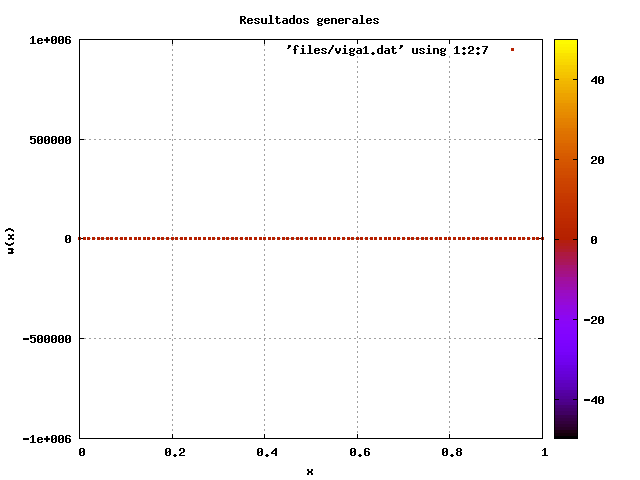 Resultados generales
'files/viga1.dat' using 1:2:7
1e+006
500000
0
-500000
-1e+006
w(x)
0 0.2 0.4 0.6 0.8 1
x
40
20
0
-20
-40